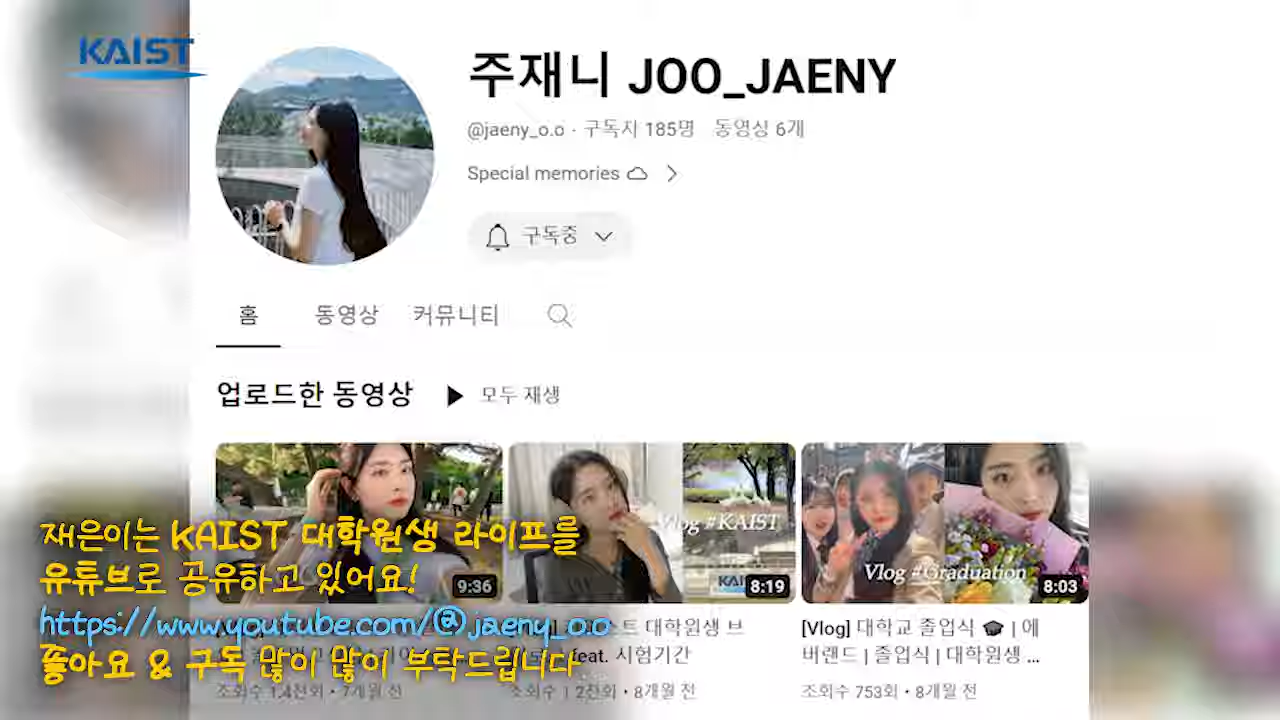 KAIST
주재니 JOO_JAENY
@jaeny_o.o · 구독자 185명 동영상 6개
Special memories
구독중
홈 동영상 커뮤니티
업로드한 동영상 ▶ 모두 재생
Vlog #KAIST
Vlog #Graduation
9:36
8:19
8:03
재은이는 KAIST 대학원생 라이프를
유튜브로 공유하고 있어요!
https://www.youtube.com/@jaeny_o.o
좋아요 & 구독 많이 많이 부탁드립니다
대학원생 브
feat. 시험기간
조회수 1.4천회 • 7개월 전
조회수 1.2천회 • 8개월 전
[Vlog] 대학교 졸업식 🎓 | 에
버랜드 | 졸업식 | 대학원생 ...
조회수 753회 • 8개월 전